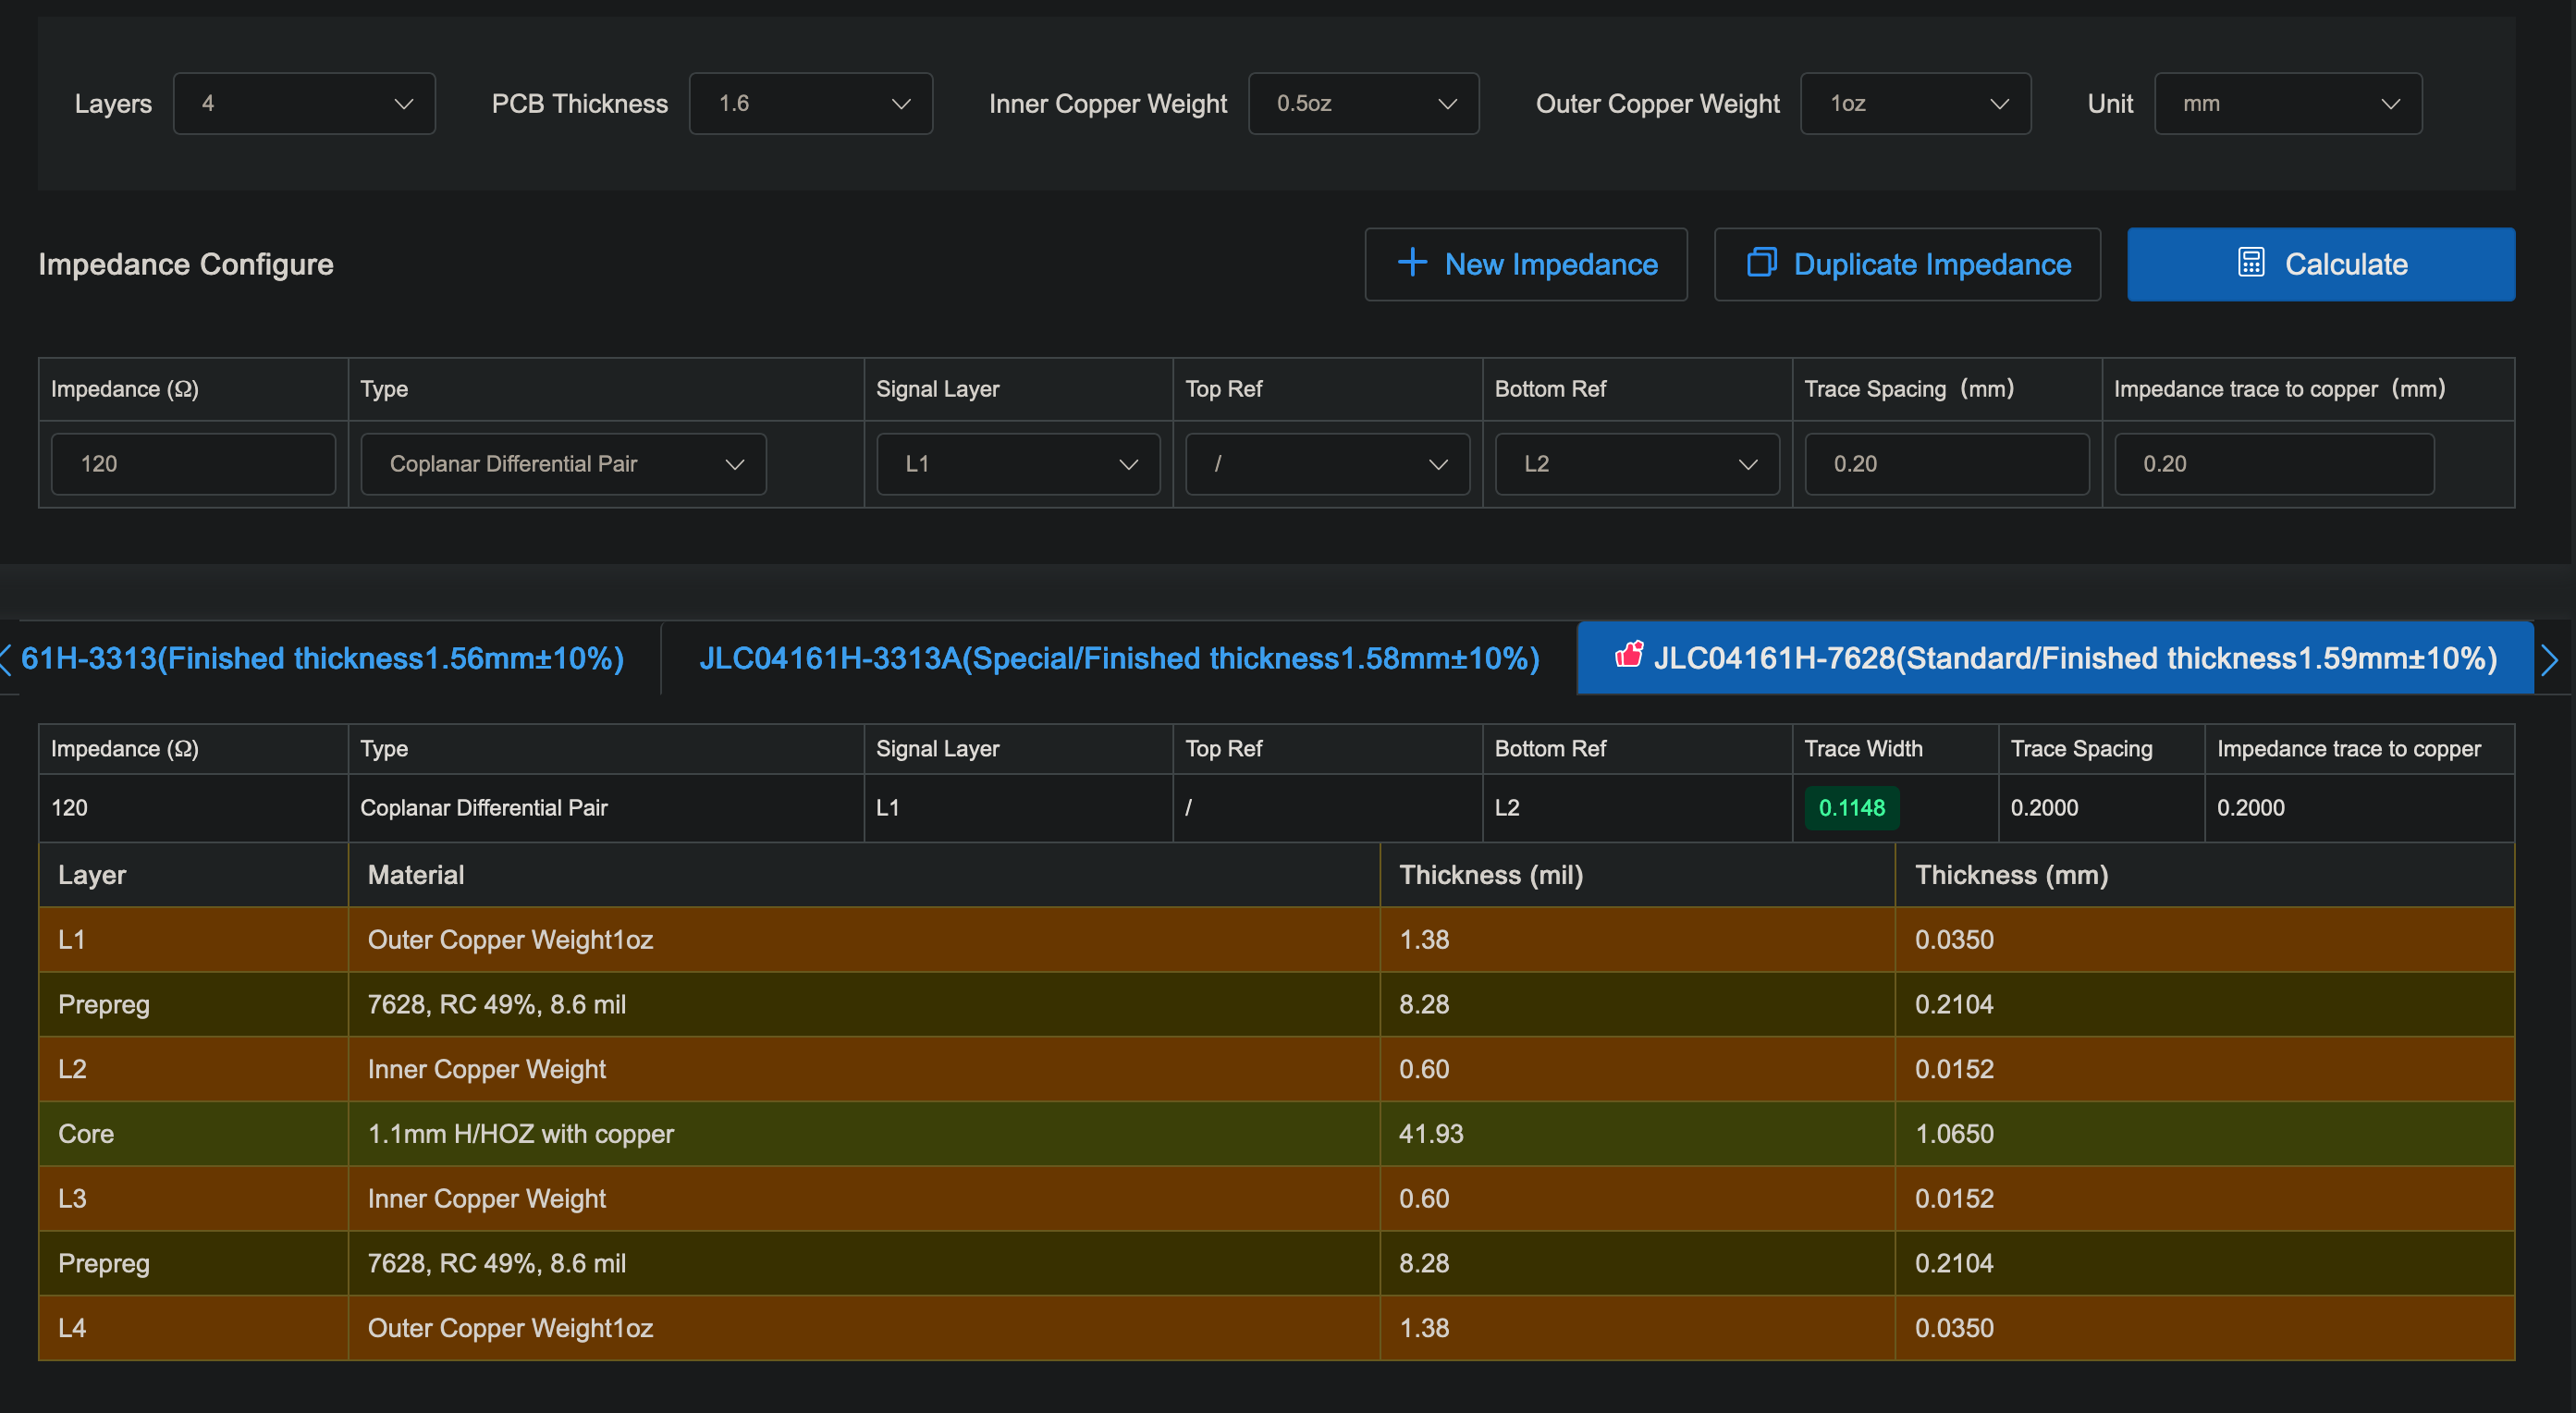 Layers 4 PCB Thickness 1.6 Inner Copper Weight 0.5oz Outer Copper Weight 1oz Unit mm
Impedance Configure New Impedance Duplicate Impedance Calculate
Impedance (Ω) Type Signal Layer Top Ref Bottom Ref Trace Spacing（mm） Impedance trace to copper（mm）
120 Coplanar Differential Pair L1 / L2 0.20 0.20
61H-3313(Finished thickness1.56mm±10%) JLC04161H-3313A(Special/Finished thickness1.58mm±10%) JLC04161H-7628(Standard/Finished thickness1.59mm±10%)
Impedance (Ω) Type Signal Layer Top Ref Bottom Ref Trace Width Trace Spacing Impedance trace to copper
120 Coplanar Differential Pair L1 / L2 0.1148 0.2000 0.2000
Layer Material Thickness (mil) Thickness (mm)
L1 Outer Copper Weight1oz 1.38 0.0350
Prepreg 7628, RC 49%, 8.6 mil 8.28 0.2104
L2 Inner Copper Weight 0.60 0.0152
Core 1.1mm H/HOZ with copper 41.93 1.0650
L3 Inner Copper Weight 0.60 0.0152
Prepreg 7628, RC 49%, 8.6 mil 8.28 0.2104
L4 Outer Copper Weight1oz 1.38 0.0350